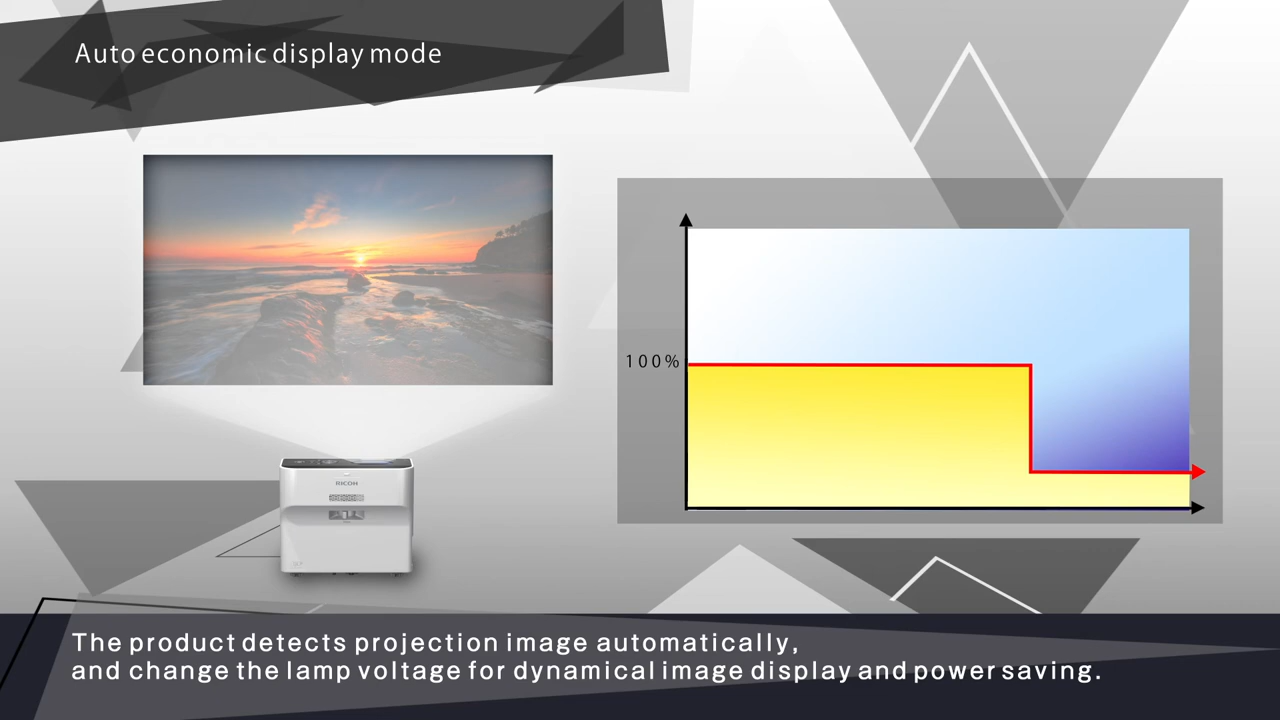 Auto economic display mode
100%
RICOH
The product detects projection image automatically,
and change the lamp voltage for dynamical image display and power saving.